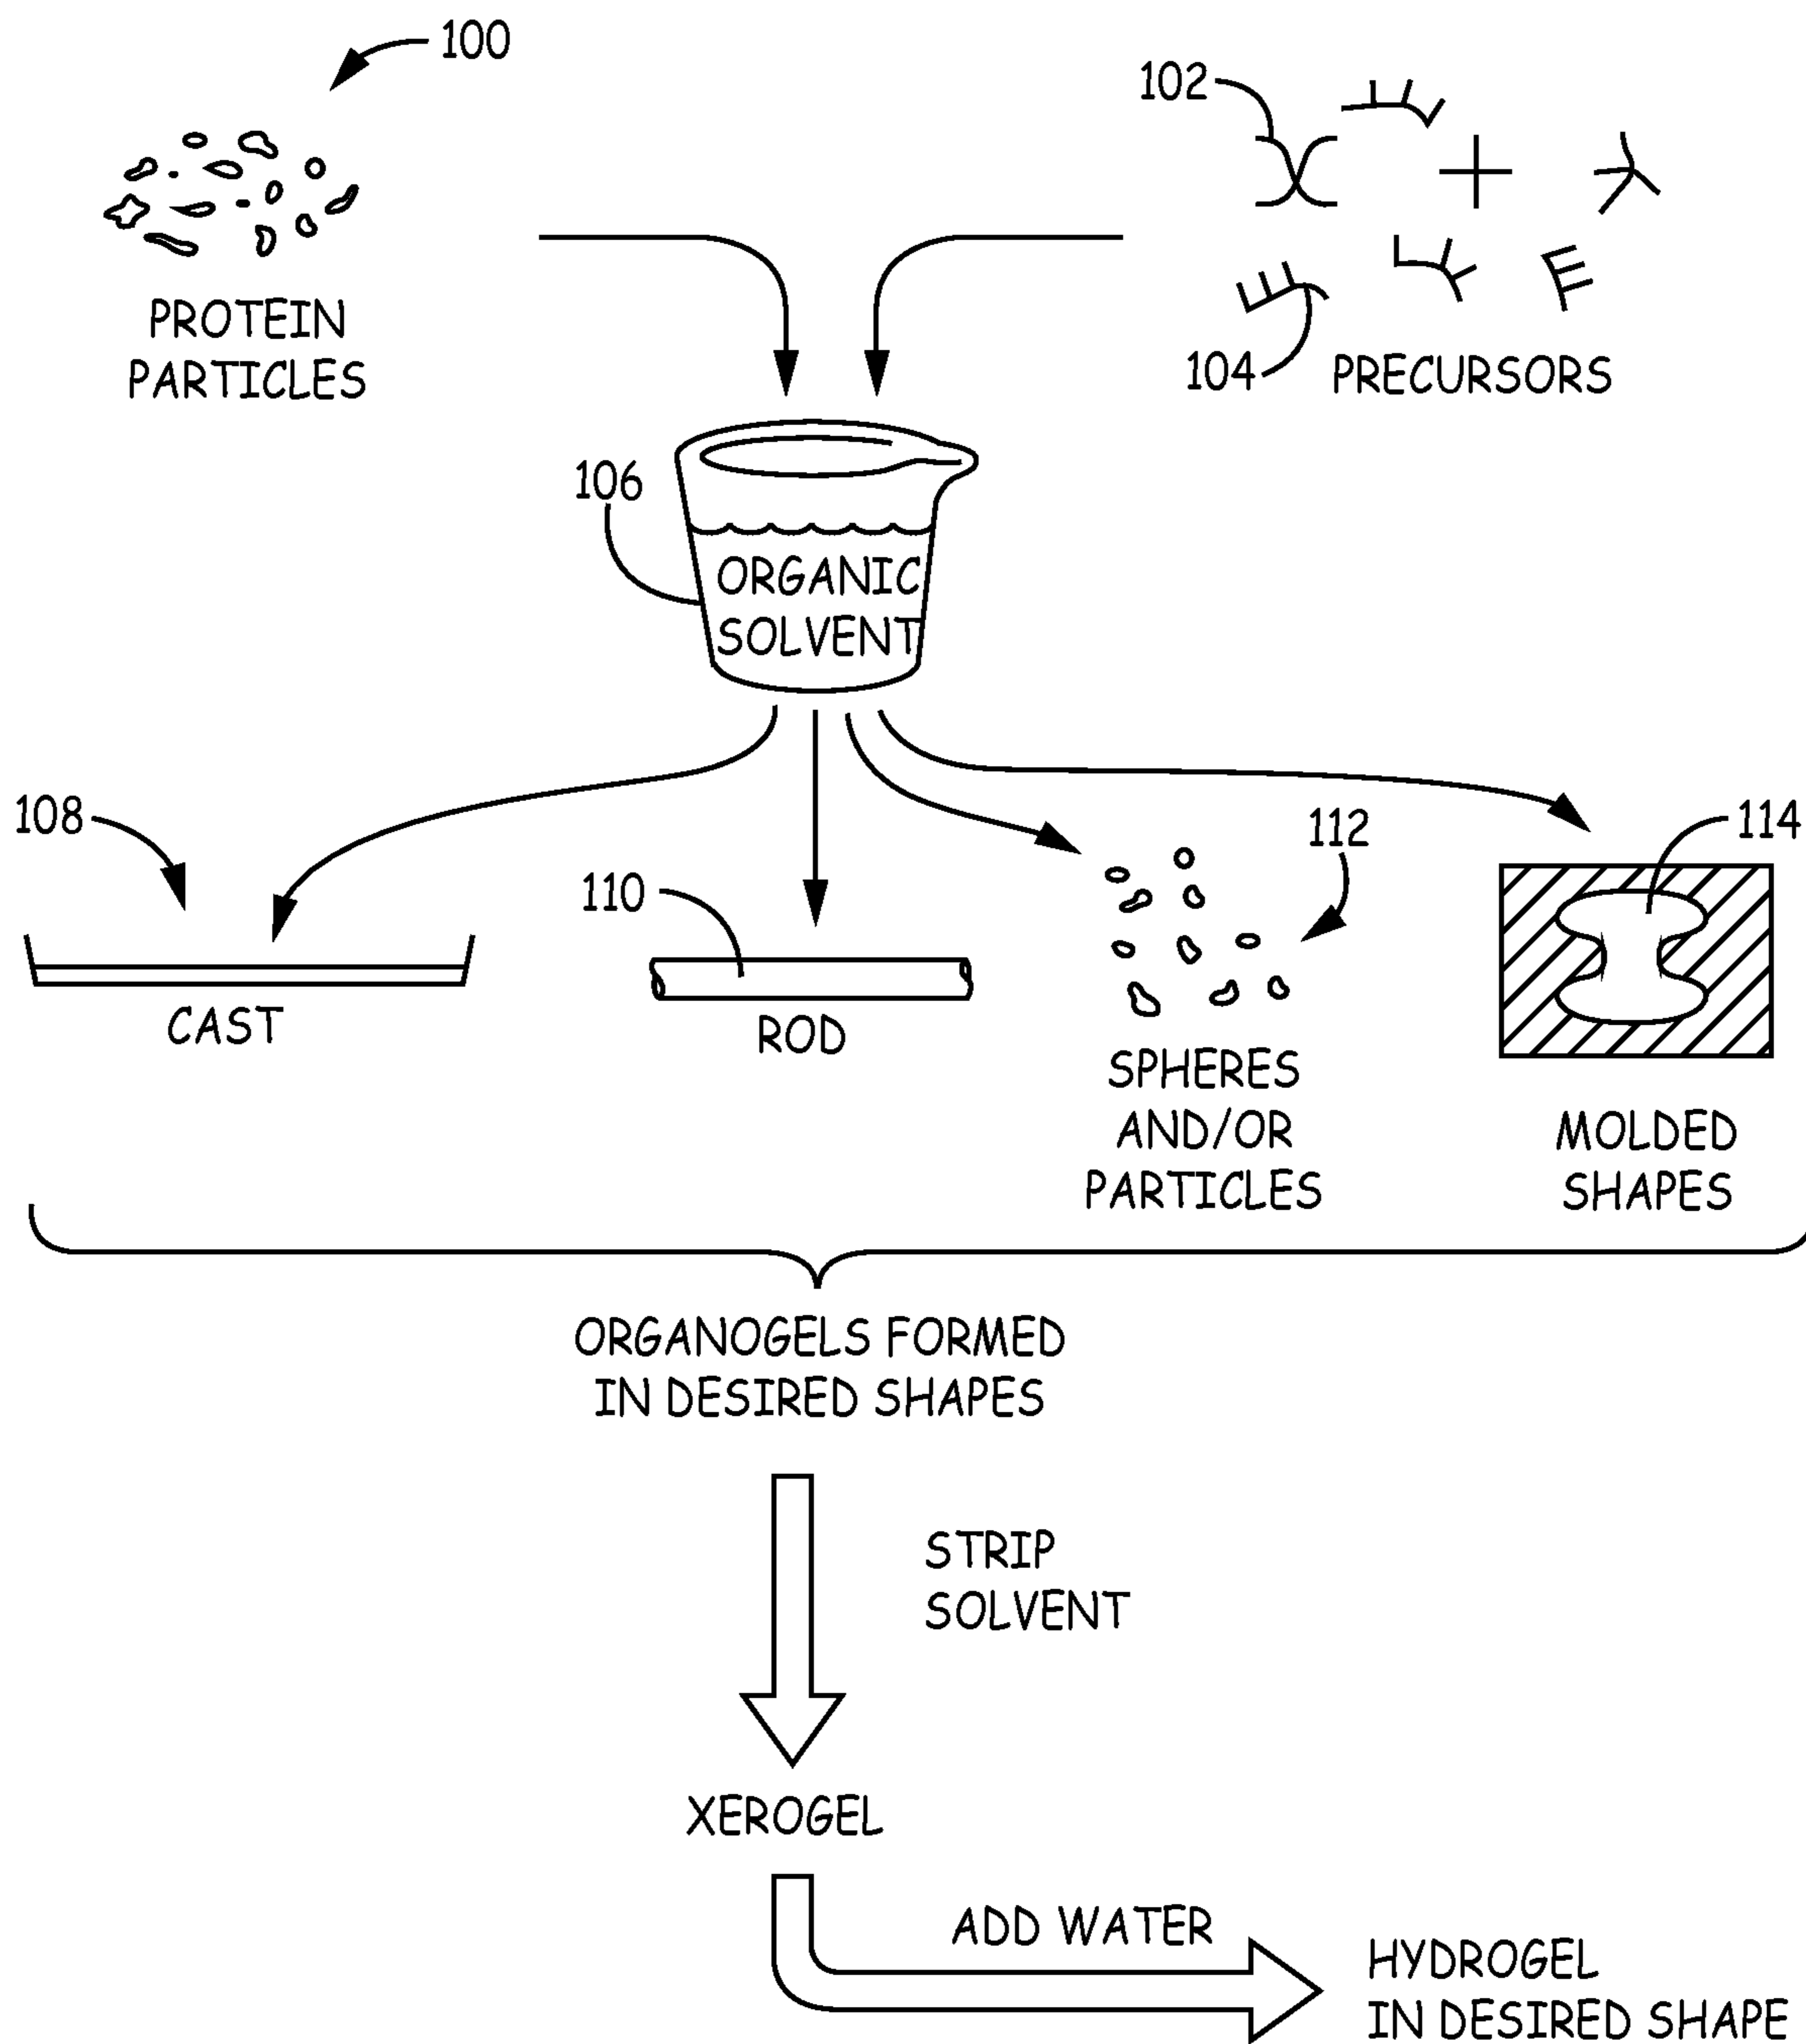 100
102
PROTEIN
PARTICLES
104
PRECURSORS
106
ORGANIC
SOLVENT
108
110
112
114
CAST
ROD
SPHERES
AND/OR
PARTICLES
MOLDED
SHAPES
ORGANOGELS FORMED
IN DESIRED SHAPES
STRIP
SOLVENT
XEROGEL
ADD WATER
HYDROGEL
IN DESIRED SHAPE